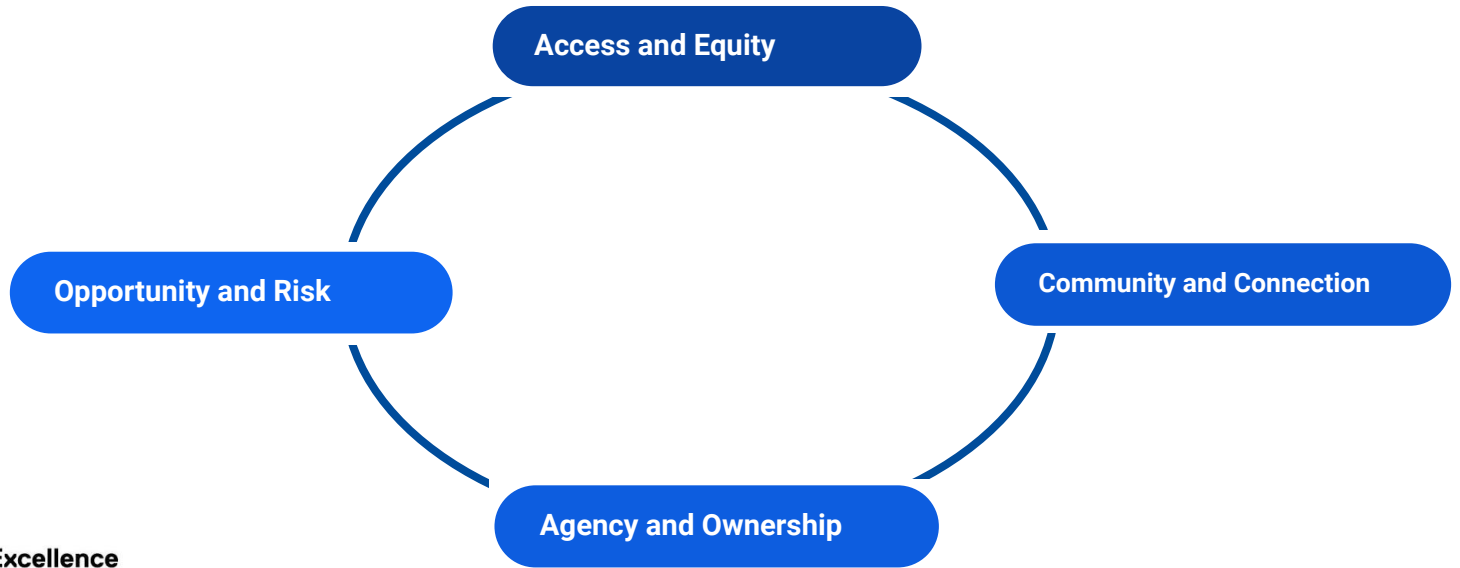 Access and Equity
Opportunity and Risk
Community and Connection
Agency and Ownership
Excellence